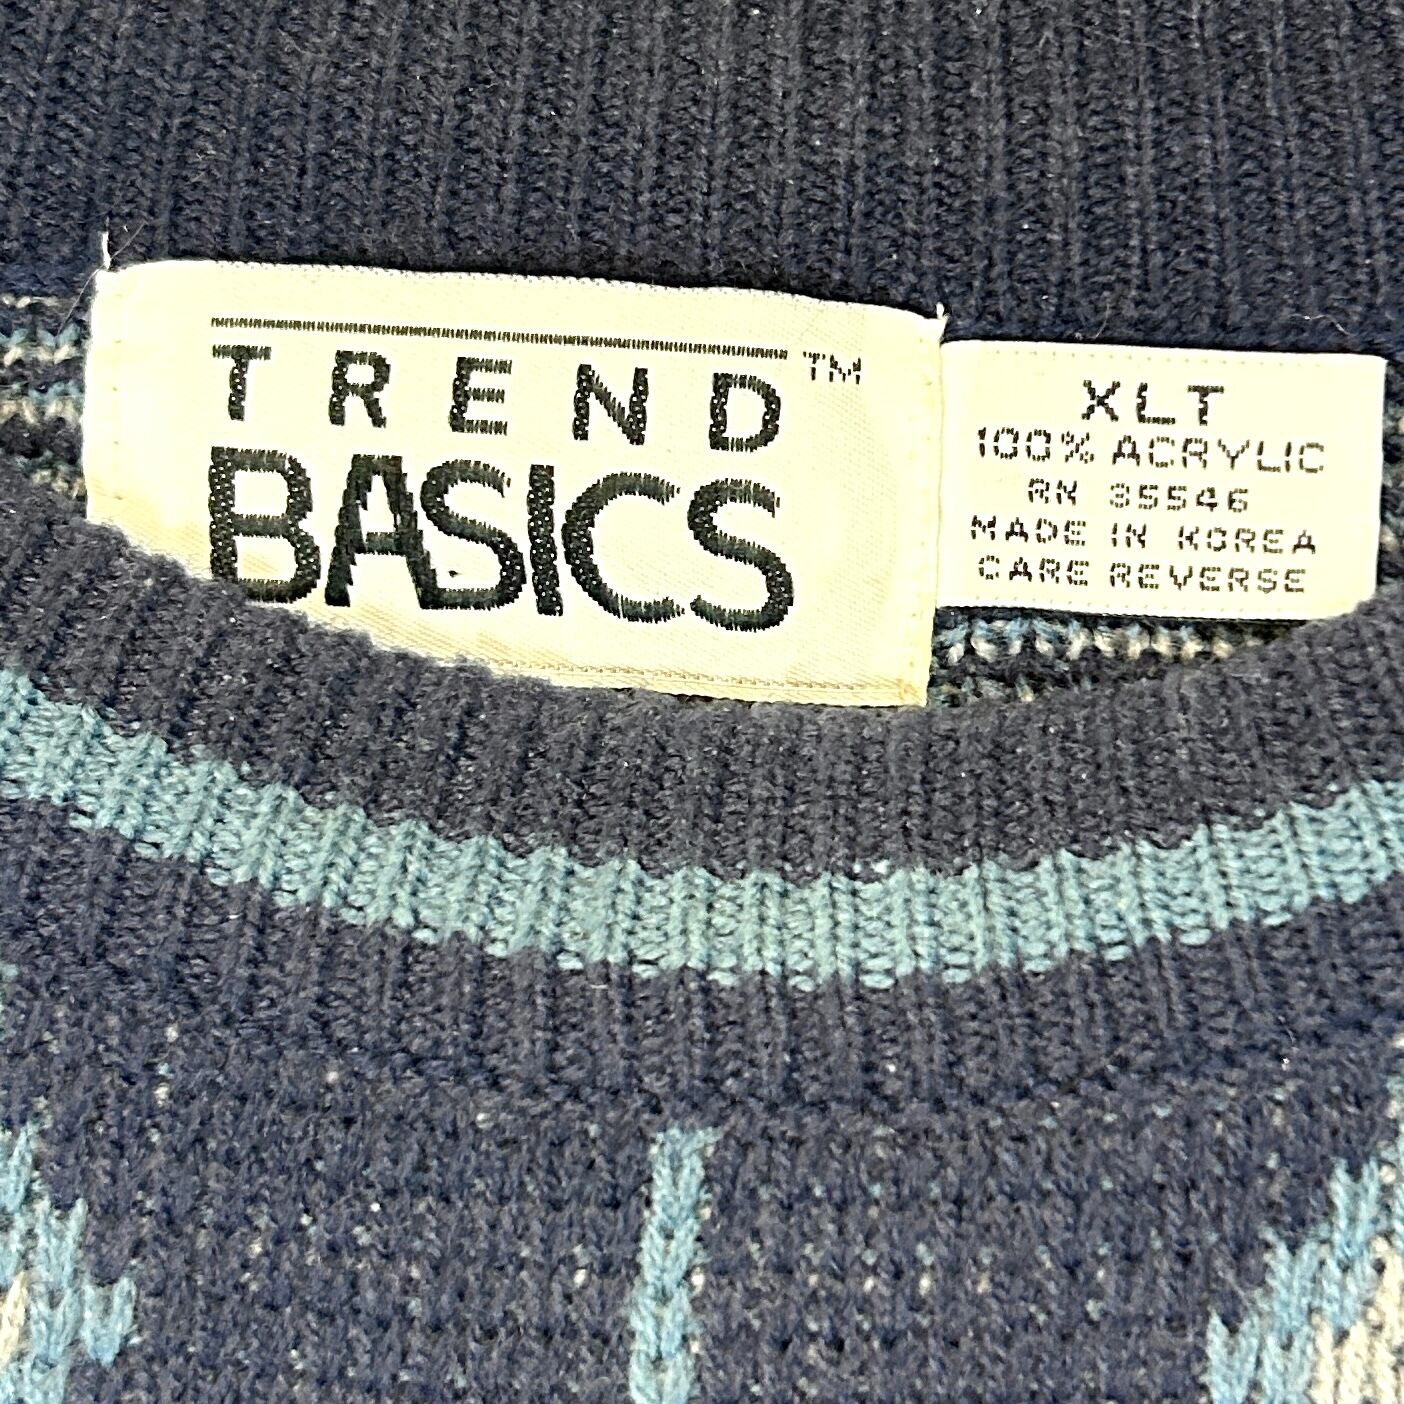 TREND™
BASICS
XLT
100% ACRYLIC
RN 35546
MADE IN KOREA
CARE REVERSE